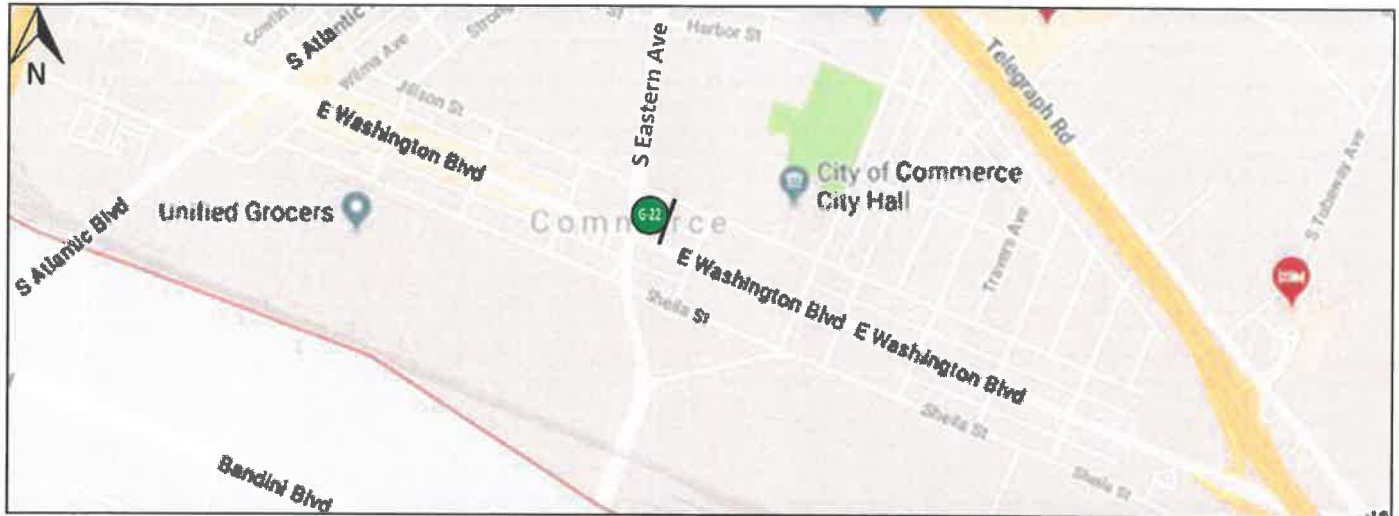 N
S Atlantic
Wilma Ave
Harbor St
Jillson St
S Eastern Ave
Telegraph Rd
E Washington Blvd
S Tubeway Ave
City of Commerce
City Hall
Unified Grocers
G-22
Commerce
S Atlantic Blvd
Travers Ave
E Washington Blvd
E Washington Blvd
Sheila St
Sheila St
Sheila St
Bandini Blvd